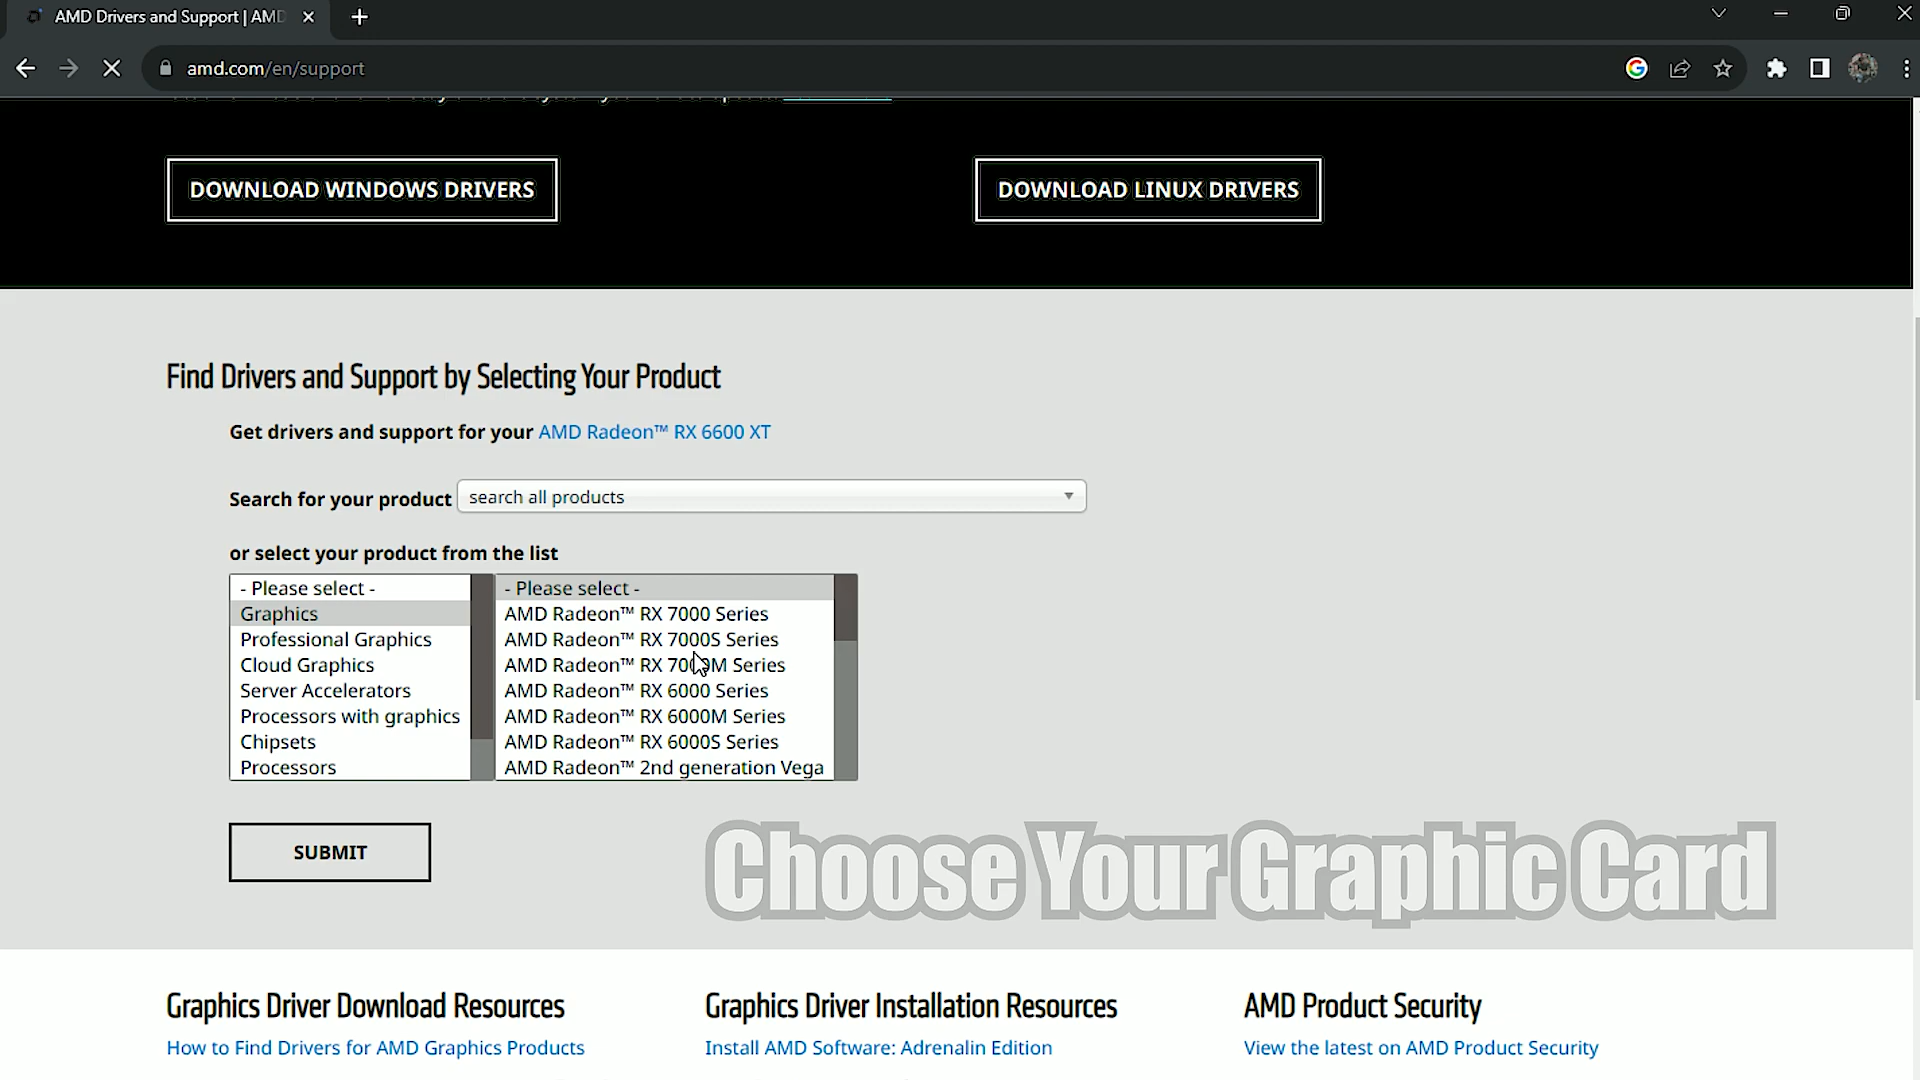 AMD Drivers and Support | AMD
amd.com/en/support
DOWNLOAD WINDOWS DRIVERS
DOWNLOAD LINUX DRIVERS
Find Drivers and Support by Selecting Your Product
Get drivers and support for your AMD Radeon™ RX 6600 XT
Search for your product search all products
or select your product from the list
- Please select -
Graphics
Professional Graphics
Cloud Graphics
Server Accelerators
Processors with graphics
Chipsets
Processors
- Please select -
AMD Radeon™ RX 7000 Series
AMD Radeon™ RX 7000S Series
AMD Radeon™ RX 7000M Series
AMD Radeon™ RX 6000 Series
AMD Radeon™ RX 6000M Series
AMD Radeon™ RX 6000S Series
AMD Radeon™ 2nd generation Vega
SUBMIT
Choose Your Graphic Card
Graphics Driver Download Resources
How to Find Drivers for AMD Graphics Products
Graphics Driver Installation Resources
Install AMD Software: Adrenalin Edition
AMD Product Security
View the latest on AMD Product Security